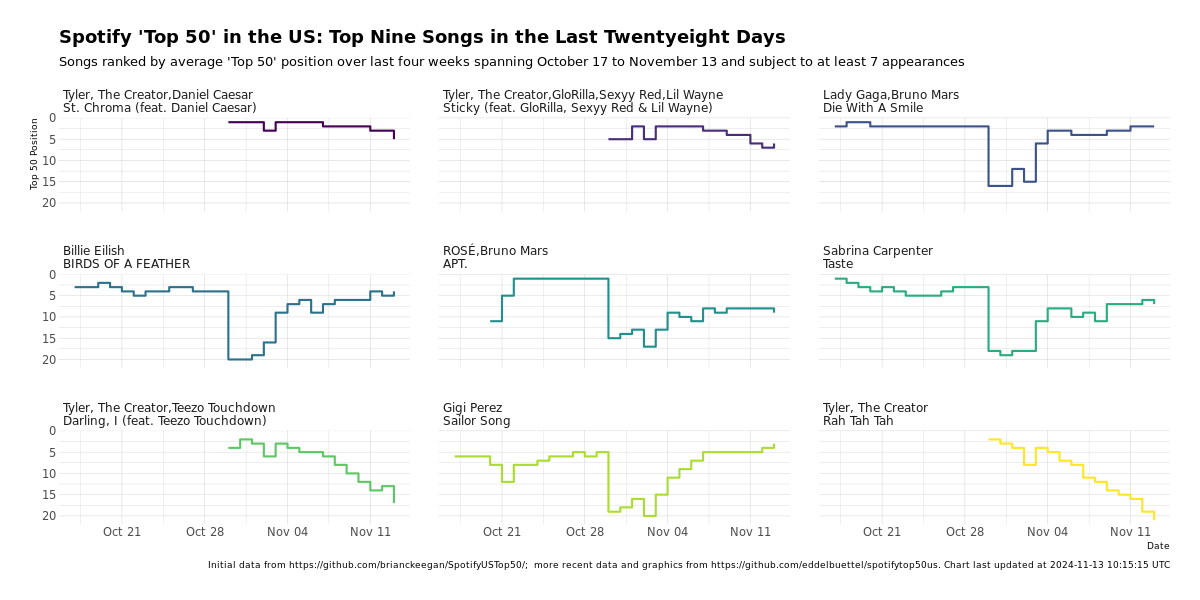 Spotify 'Top 50' in the US: Top Nine Songs in the Last Twentyeight Days
Songs ranked by average 'Top 50' position over last four weeks spanning October 17 to November 13 and subject to at least 7 appearances
Tyler, The Creator,Daniel Caesar
St. Chroma (feat. Daniel Caesar)
Tyler, The Creator,GloRilla,Sexyy Red,Lil Wayne
Sticky (feat. GloRilla, Sexyy Red & Lil Wayne)
Lady Gaga,Bruno Mars
Die With A Smile
Top 50 Position
0
5
10
15
20
Billie Eilish
BIRDS OF A FEATHER
ROSÉ,Bruno Mars
APT.
Sabrina Carpenter
Taste
0
5
10
15
20
Tyler, The Creator,Teezo Touchdown
Darling, I (feat. Teezo Touchdown)
Gigi Perez
Sailor Song
Tyler, The Creator
Rah Tah Tah
0
5
10
15
20
Oct 21 Oct 28 Nov 04 Nov 11
Oct 21 Oct 28 Nov 04 Nov 11
Oct 21 Oct 28 Nov 04 Nov 11
Date
Initial data from https://github.com/brianckeegan/SpotifyUSTop50/;  more recent data and graphics from https://github.com/eddelbuettel/spotifytop50us. Chart last updated at 2024-11-13 10:15:15 UTC